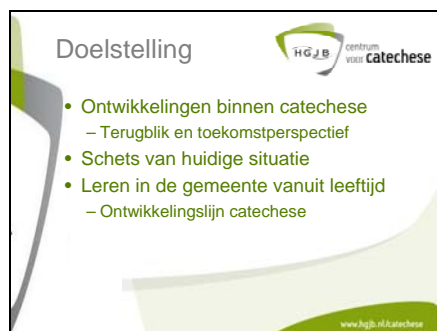 Doelstelling
HGJB
centrum
voor catechese
• Ontwikkelingen binnen catechese
– Terugblik en toekomstperspectief
• Schets van huidige situatie
• Leren in de gemeente vanuit leeftijd
– Ontwikkelingslijn catechese
www.hgjb.nl/catechese